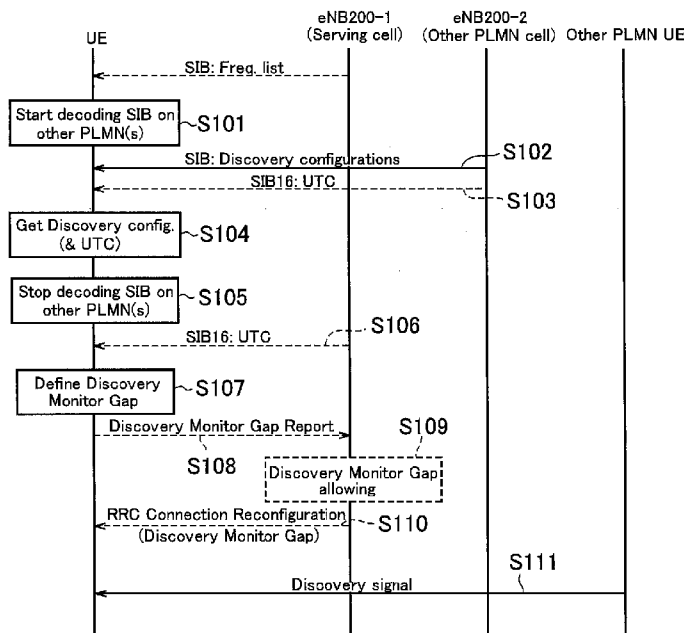 UE
eNB200-1
(Serving cell)
eNB200-2
(Other PLMN cell)
Other PLMN UE
SIB: Freq. list
Start decoding SIB on
other PLMN(s)
S101
SIB: Discovery configurations
S102
SIB16: UTC
S103
Get Discovery config.
(& UTC)
S104
Stop decoding SIB on
other PLMN(s)
S105
SIB16: UTC
S106
Define Discovery
Monitor Gap
S107
Discovery Monitor Gap Report
S108
S109
Discovery Monitor Gap
allowing
RRC Connection Reconfiguration
(Discovery Monitor Gap)
S110
Discovery signal
S111